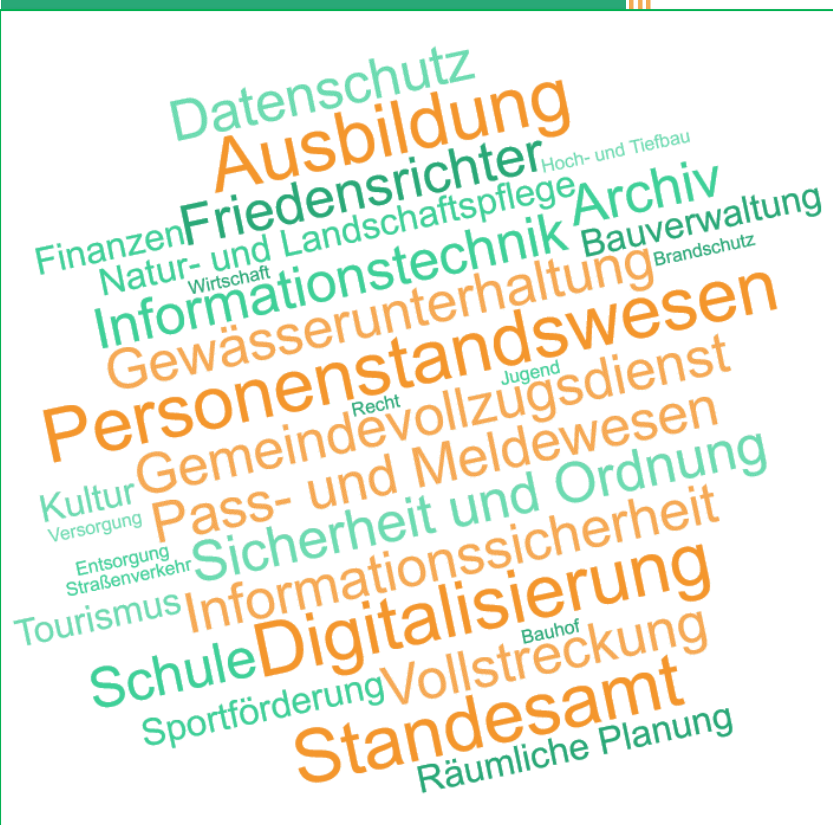 Datenschutz
Ausbildung
Hoch- und Tiefbau
Friedensrichter
Archiv
Finanzen
Natur- und Landschaftspflege
Bauverwaltung
Wirtschaft
Informationstechnik
Brandschutz
Gewässerunterhaltung
Personenstandswesen
Jugend
Recht
Gemeindevollzugsdienst
Kultur
Pass- und Meldewesen
Versorgung
Sicherheit und Ordnung
Entsorgung
Straßenverkehr
Informationssicherheit
Tourismus
Digitalisierung
Bauhof
Schule
Vollstreckung
Sportförderung
Standesamt
Räumliche Planung